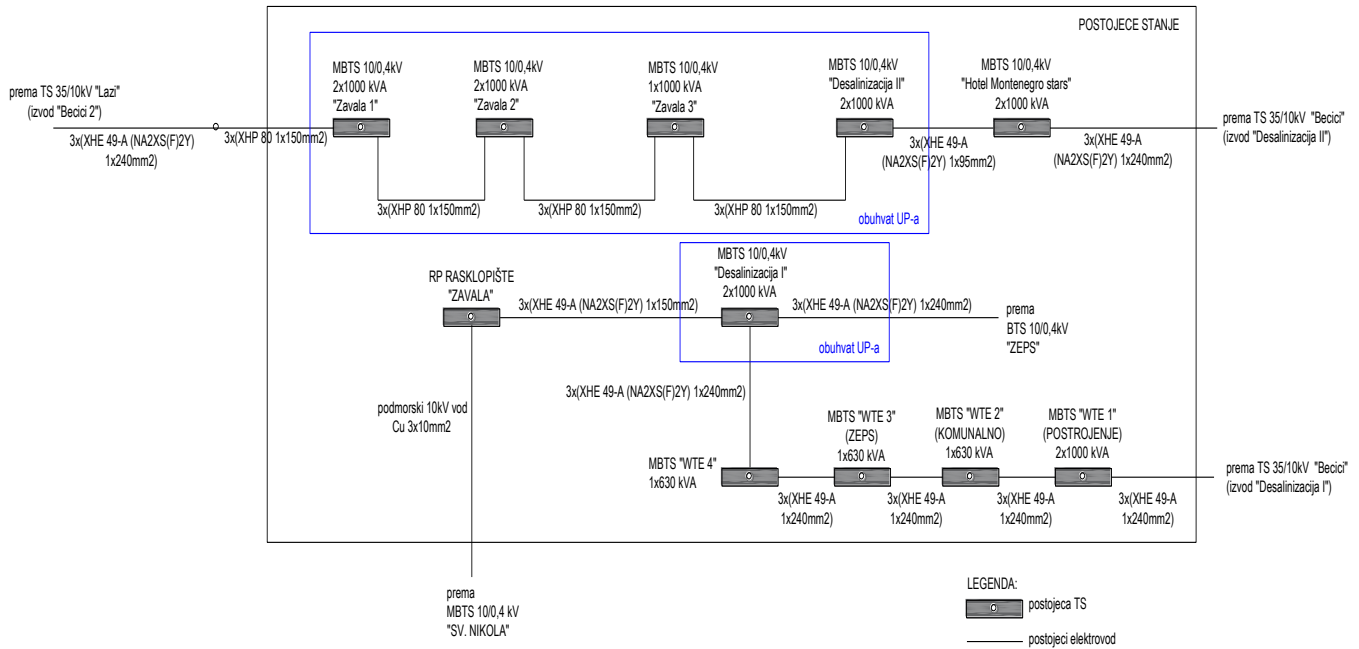 POSTOJECE STANJE
prema TS 35/10kV "Lazi"
(izvod "Becici 2")
3x(XHE 49-A (NA2XS(F)2Y)
1x240mm2)
3x(XHP 80 1x150mm2)
MBTS 10/0,4kV
2x1000 kVA
"Zavala 1"
MBTS 10/0,4kV
2x1000 kVA
"Zavala 2"
MBTS 10/0,4kV
1x1000 kVA
"Zavala 3"
MBTS 10/0,4kV
"Desalinizacija II"
2x1000 kVA
MBTS 10/0,4kV
"Hotel Montenegro stars"
2x1000 kVA
prema TS 35/10kV "Becici"
(izvod "Desalinizacija II")
3x(XHE 49-A
(NA2XS(F)2Y) 1x95mm2)
3x(XHE 49-A
(NA2XS(F)2Y) 1x240mm2)
3x(XHP 80 1x150mm2)
3x(XHP 80 1x150mm2)
3x(XHP 80 1x150mm2)
obuhvat UP-a
RP RASKLOPIŠTE
"ZAVALA"
3x(XHE 49-A (NA2XS(F)2Y) 1x150mm2)
MBTS 10/0,4kV
"Desalinizacija I"
2x1000 kVA
3x(XHE 49-A (NA2XS(F)2Y) 1x240mm2)
prema
BTS 10/0,4kV
"ZEPS"
obuhvat UP-a
3x(XHE 49-A (NA2XS(F)2Y) 1x240mm2)
podmorski 10kV vod
Cu 3x10mm2
MBTS "WTE 4"
1x630 kVA
MBTS "WTE 3"
(ZEPS)
1x630 kVA
MBTS "WTE 2"
(KOMUNALNO)
1x630 kVA
MBTS "WTE 1"
(POSTROJENJE)
2x1000 kVA
prema TS 35/10kV "Becici"
(izvod "Desalinizacija I")
3x(XHE 49-A
1x240mm2)
3x(XHE 49-A
1x240mm2)
3x(XHE 49-A
1x240mm2)
3x(XHE 49-A
1x240mm2)
prema
MBTS 10/0,4 kV
"SV. NIKOLA"
LEGENDA:
postojeca TS
postojeci elektrovod